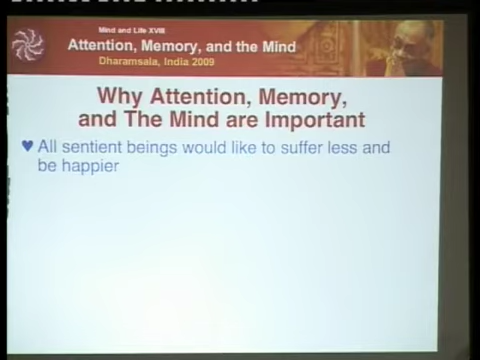 Mind and Life XVIII
Attention, Memory, and the Mind
Dharamsala, India 2009
Why Attention, Memory,
and The Mind are Important
All sentient beings would like to suffer less and
be happier